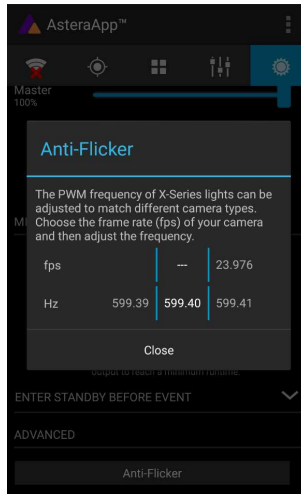 AsteraApp™
Master
100%
Anti-Flicker
The PWM frequency of X-Series lights can be
adjusted to match different camera types.
Choose the frame rate (fps) of your camera
and then adjust the frequency.
fps --- 23.976
Hz 599.39 599.40 599.41
Close
output to reach a minimum runtime.
ENTER STANDBY BEFORE EVENT
ADVANCED
Anti-Flicker